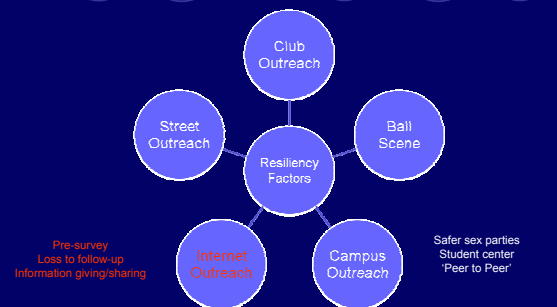 Club
Outreach
Street
Outreach
Ball
Scene
Resiliency
Factors
Internet
Outreach
Campus
Outreach
Pre-survey
Loss to follow-up
Information giving/sharing
Safer sex parties
Student center
‘Peer to Peer’